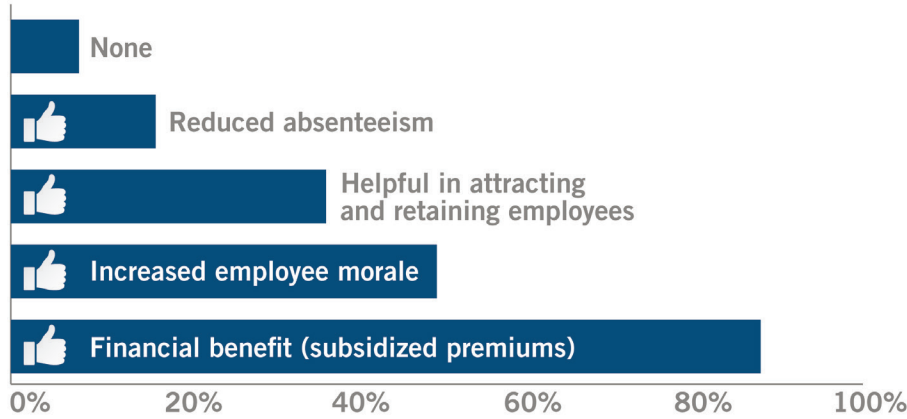 None
Reduced absenteeism
Helpful in attracting
and retaining employees
Increased employee morale
Financial benefit (subsidized premiums)
0% 20% 40% 60% 80% 100%